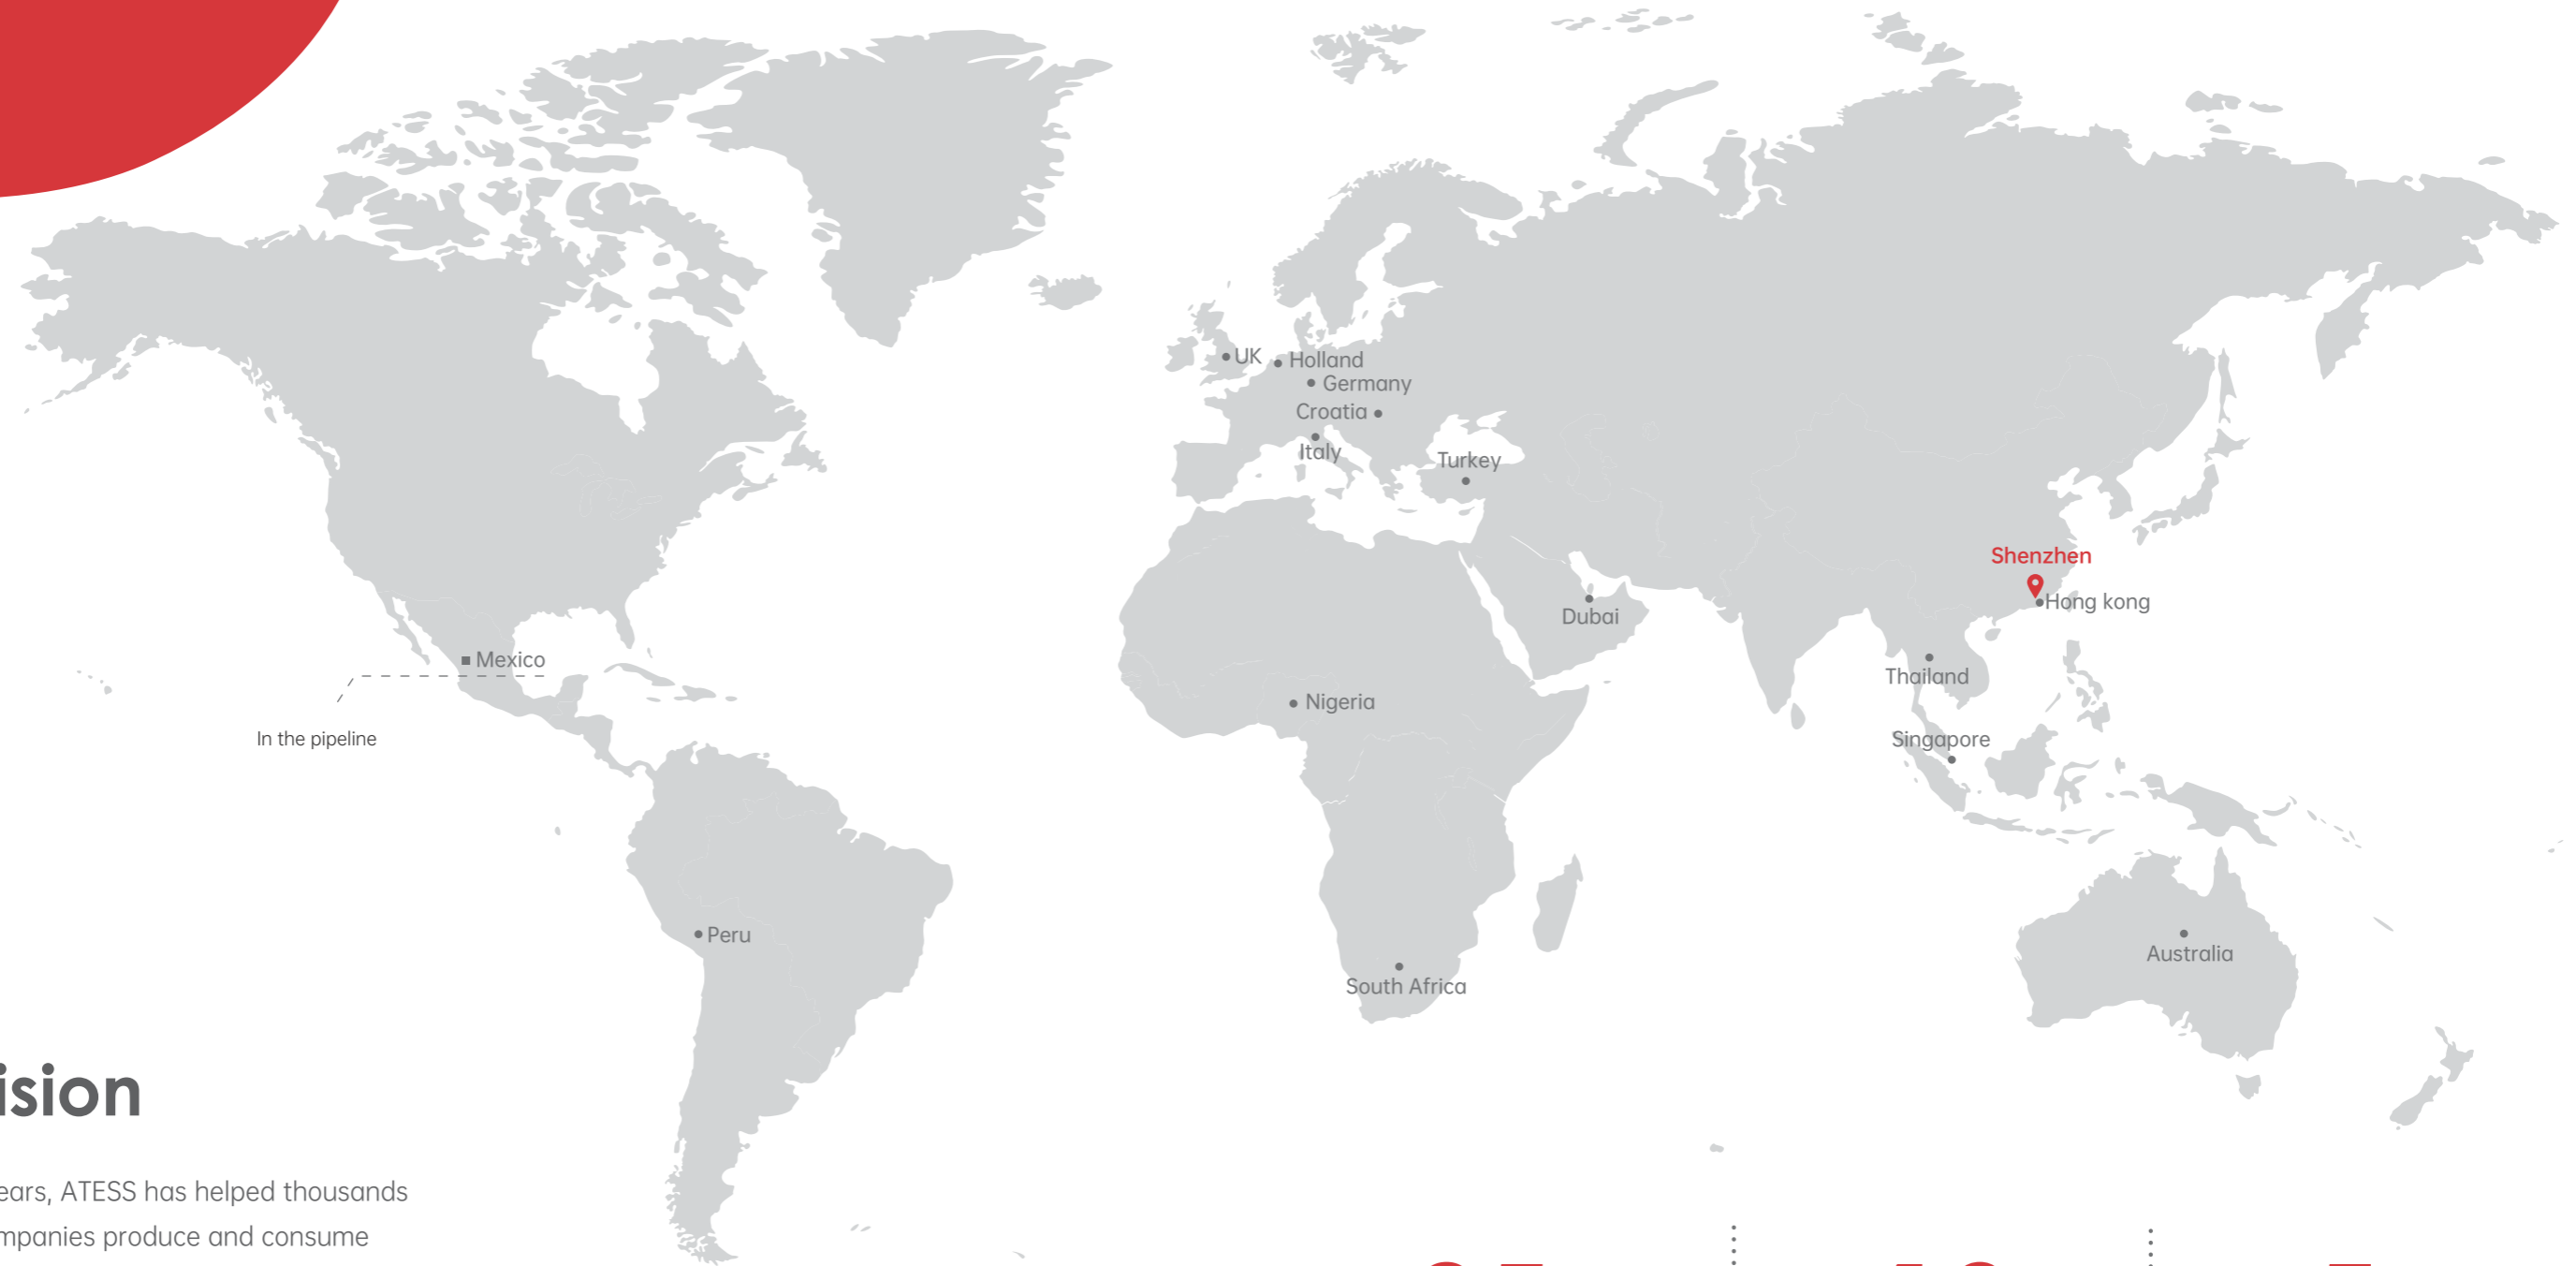 UK
Holland
Germany
Croatia
Italy
Turkey
Shenzhen
Hong kong
Dubai
Mexico
Thailand
Nigeria
In the pipeline
Singapore
Peru
Australia
South Africa
ision
ears, ATESS has helped thousands
mpanies produce and consume